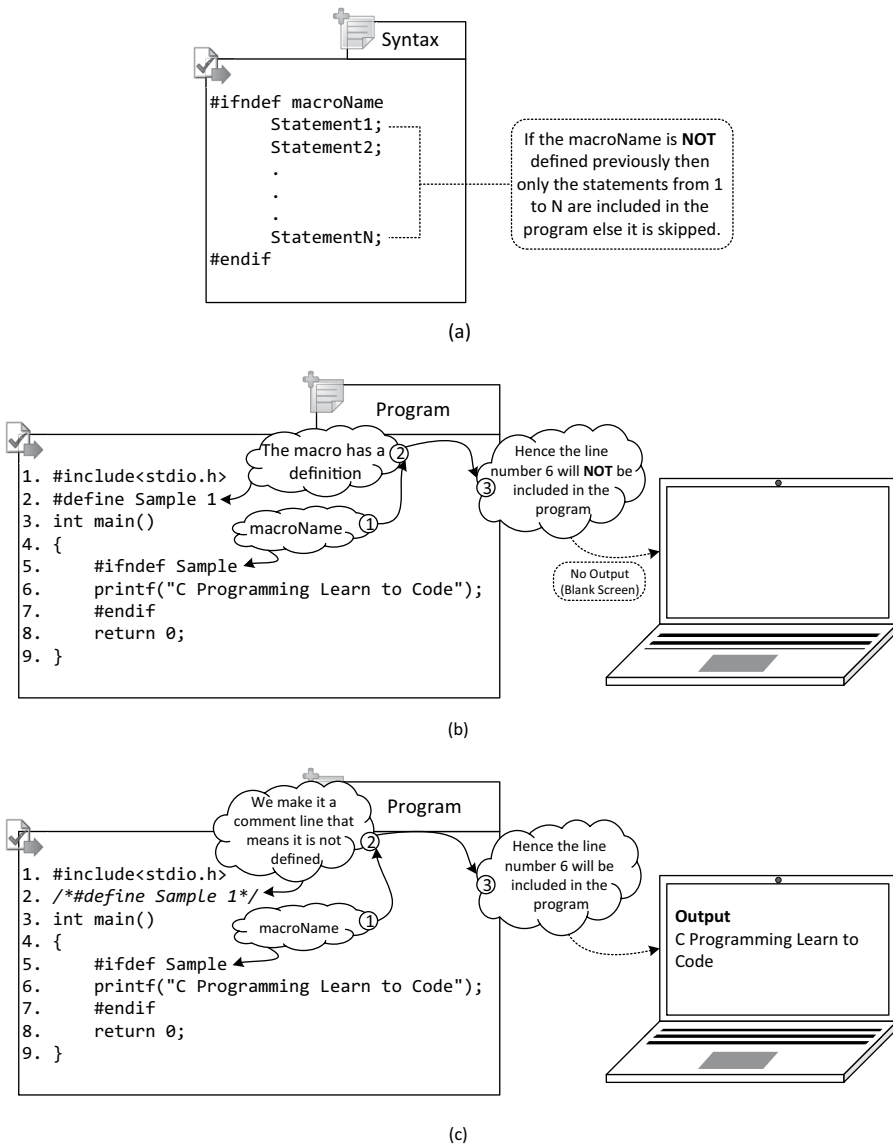 Syntax
#ifndef macroName
Statement1;
Statement2;
.
.
.
StatementN;
#endif
If the macroName is NOT
defined previously then
only the statements from 1
to N are included in the
program else it is skipped.
(a)
Program
The macro has a
definition
2
macroName
1
Hence the line
number 6 will NOT be
included in the
program
3
1. #include<stdio.h>
2. #define Sample 1
3. int main()
4. {
5. #ifndef Sample
6. printf("C Programming Learn to Code");
7. #endif
8. return 0;
9. }
No Output
(Blank Screen)
(b)
Program
We make it a
comment line that
means it is not
defined
2
macroName
1
Hence the line
number 6 will be
included in the
program
3
1. #include<stdio.h>
2. /*#define Sample 1*/
3. int main()
4. {
5. #ifdef Sample
6. printf("C Programming Learn to Code");
7. #endif
8. return 0;
9. }
Output
C Programming Learn to
Code
(c)